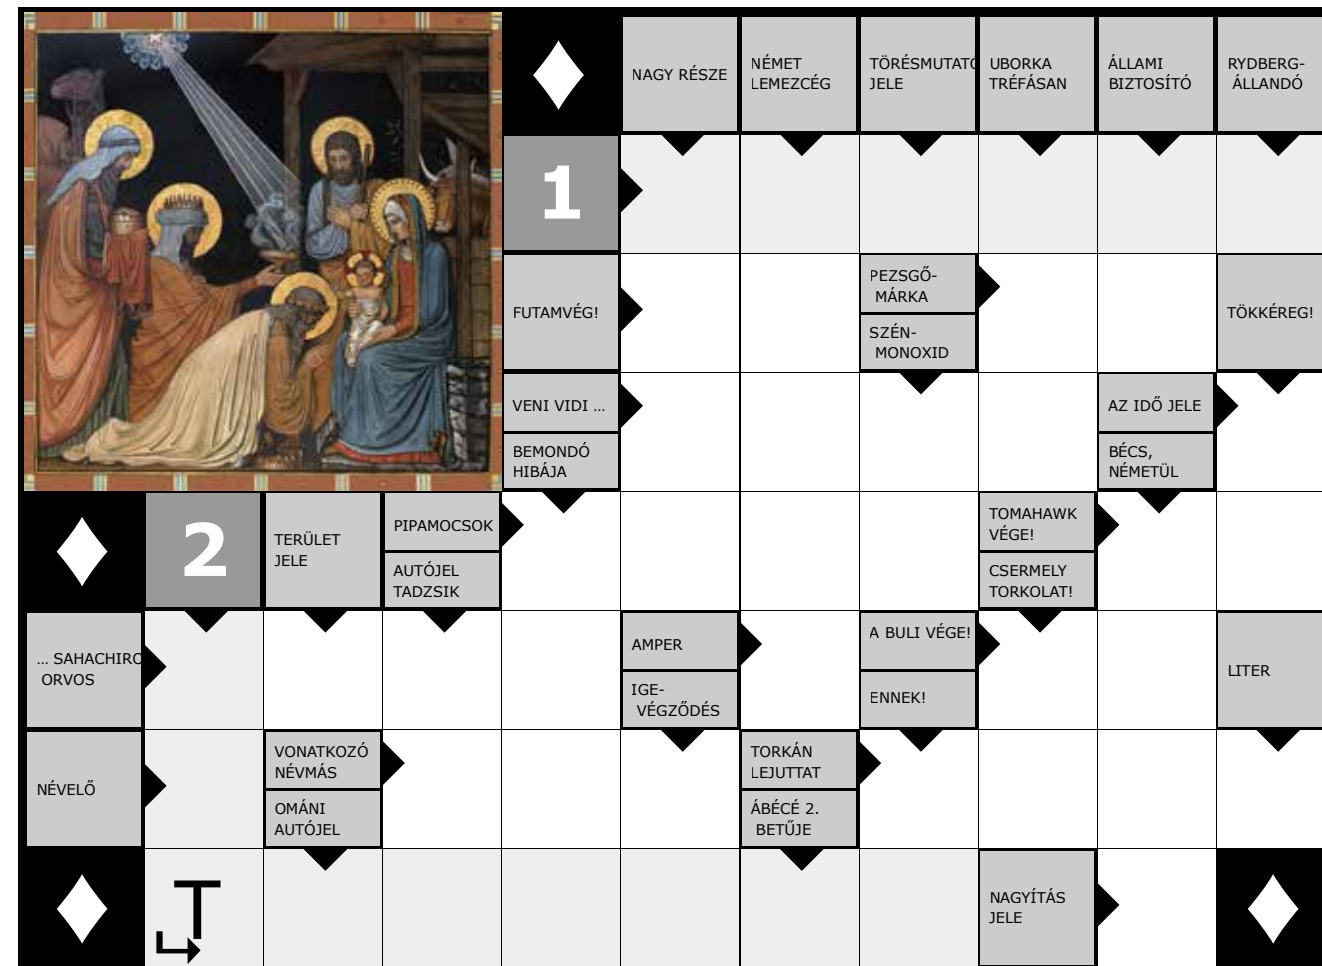 NAGY RÉSZE
NÉMET
LEMEZCÉG
TÖRÉSMUTATÓ
JELE
UBORKA
TRÉFÁSAN
ÁLLAMI
BIZTOSÍTÓ
RYDBERG-
ÁLLANDÓ
1
FUTAMVÉG!
PEZSGŐ-
MÁRKA
SZÉN-
MONOXID
TÖKKÉREG!
VENI VIDI ...
BEMONDÓ
HIBÁJA
AZ IDŐ JELE
BÉCS,
NÉMETÜL
2
TERÜLET
JELE
PIPAMOCSOK
AUTÓJEL
TADZSIK
TOMAHAWK
VÉGE!
CSERMELY
TORKOLAT!
... SAHACHIRO
ORVOS
AMPER
IGE-
VÉGZŐDÉS
A BULI VÉGE!
ENNEK!
LITER
NÉVELŐ
VONATKOZÓ
NÉVMÁS
OMÁNI
AUTÓJEL
TORKÁN
LEJUTTAT
ÁBÉCÉ 2.
BETŰJE
T
NAGYÍTÁS
JELE